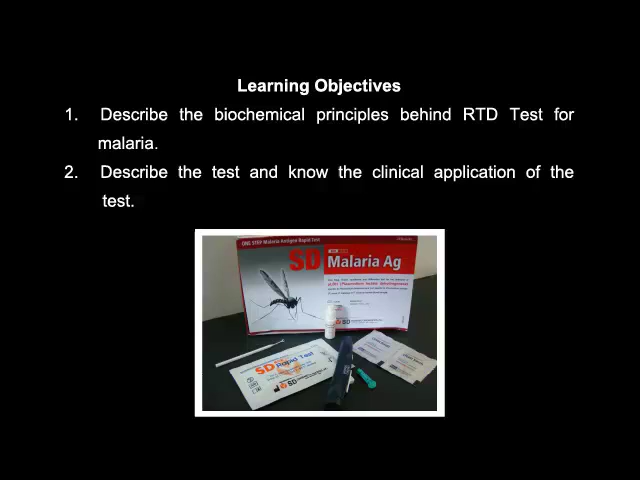 Learning Objectives
1. Describe the biochemical principles behind RTD Test for
malaria.
2. Describe the test and know the clinical application of the
test.
ONE STEP Malaria Antigen Rapid Test
SD Malaria Ag
SD Rapid Test
SD